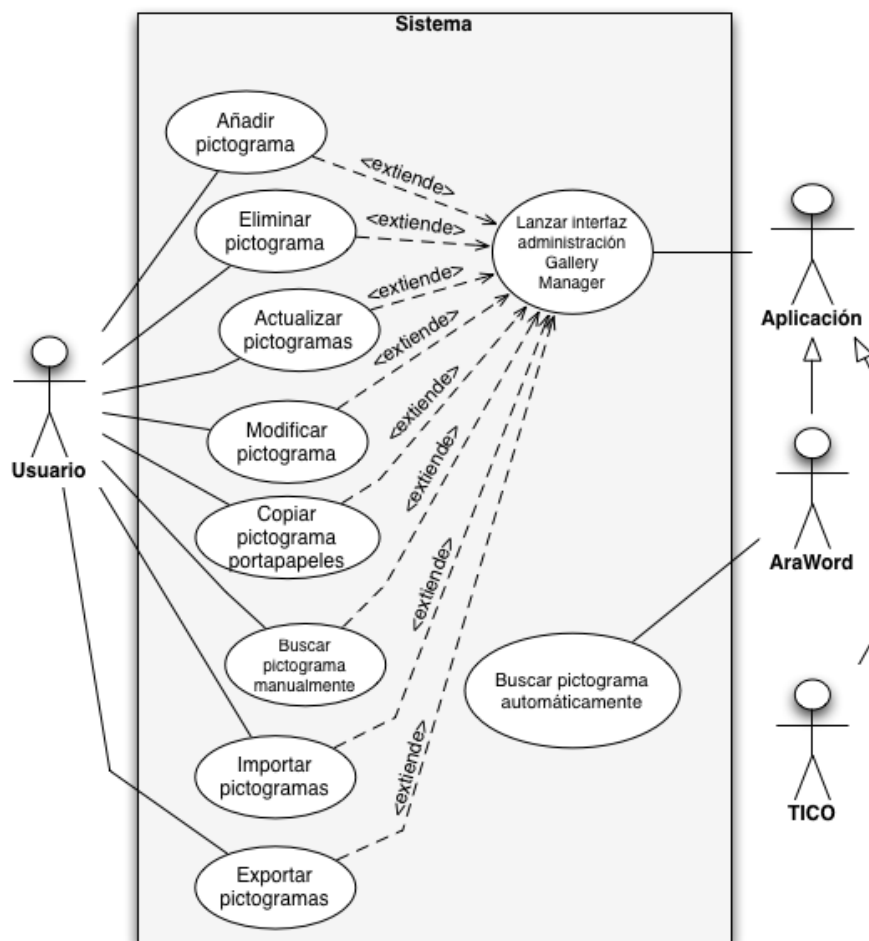 Sistema
Añadir
pictograma
<extiende>
Eliminar
pictograma
<extiende>
Lanzar interfaz
administración
Gallery
Manager
Actualizar
pictogramas
<extiende>
Aplicación
Modificar
pictograma
<extiende>
Usuario
Copiar
pictograma
portapapeles
<extiende>
AraWord
Buscar
pictograma
manualmente
<extiende>
Buscar pictograma
automáticamente
Importar
pictogramas
<extiende>
TICO
Exportar
pictogramas
<extiende>